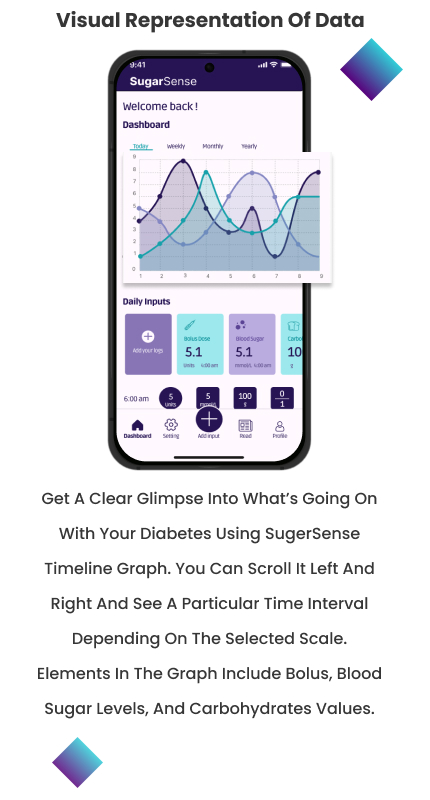 Visual Representation Of Data
9:41
SugarSense
Welcome back !
Dashboard
Today Weekly Monthly Yearly
9
8
7
6
5
4
3
2
1
0
1 2 3 4 5 6 7 8 9
Daily Inputs
Add your logs
Bolus Dose
5.1
Units 4:00 am
Blood Sugar
5.1
mmol/L 4:00 am
Carbo
10
g
6:00 am
5
Units
5
mmol/L
100
g
0
1
Dashboard Setting Add input Read Profile
Get A Clear Glimpse Into What's Going On
With Your Diabetes Using SugerSense
Timeline Graph. You Can Scroll It Left And
Right And See A Particular Time Interval
Depending On The Selected Scale.
Elements In The Graph Include Bolus, Blood
Sugar Levels, And Carbohydrates Values.